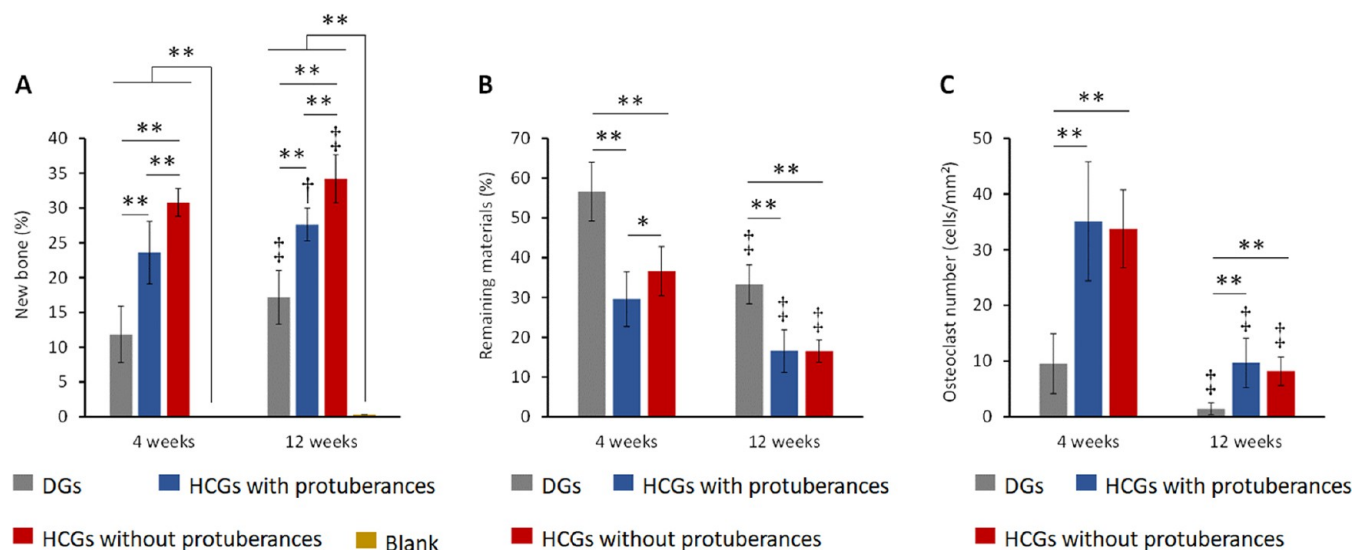 A
New bone (%)
40
35
30
25
20
15
10
5
0
**
**
**
**
**
**
**
**
‡
†
‡
4 weeks
12 weeks
DGs
HCGs with protuberances
HCGs without protuberances
Blank
B
Remaining materials (%)
70
60
50
40
30
20
10
0
**
**
*
**
**
‡
‡
‡
4 weeks
12 weeks
DGs
HCGs with protuberances
HCGs without protuberances
C
Osteoclast number (cells/mm²)
50
40
30
20
10
0
**
**
**
**
‡
‡
‡
4 weeks
12 weeks
DGs
HCGs with protuberances
HCGs without protuberances